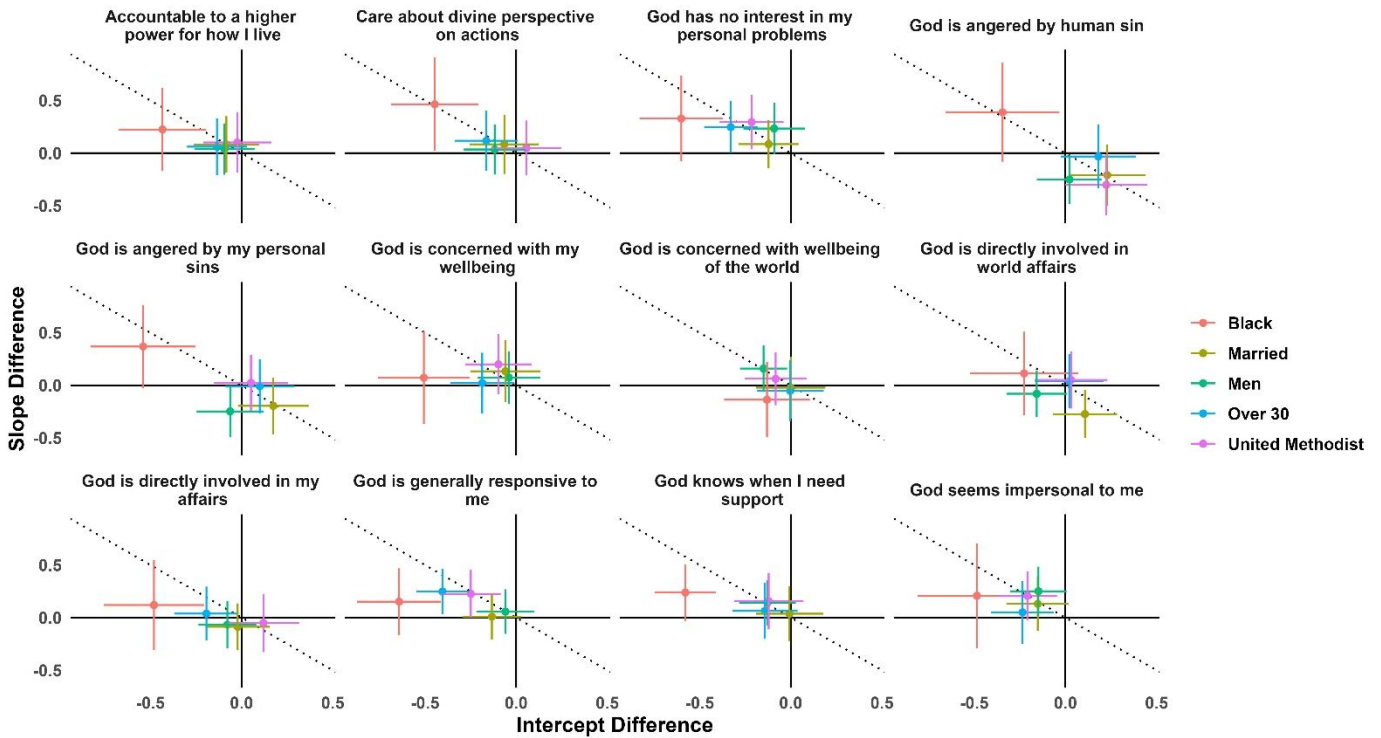 Accountable to a higher
power for how I live
Care about divine perspective
on actions
God has no interest in my
personal problems
God is angered by human sin
0.5
0.0
-0.5
God is angered by my personal
sins
God is concerned with my
wellbeing
God is concerned with wellbeing
of the world
God is directly involved in
world affairs
0.5
0.0
-0.5
God is directly involved in my
affairs
God is generally responsive to
me
God knows when I need
support
God seems impersonal to me
0.5
0.0
-0.5
-0.5 0.0 0.5
-0.5 0.0 0.5
-0.5 0.0 0.5
-0.5 0.0 0.5
Slope Difference
Intercept Difference
Black
Married
Men
Over 30
United Methodist